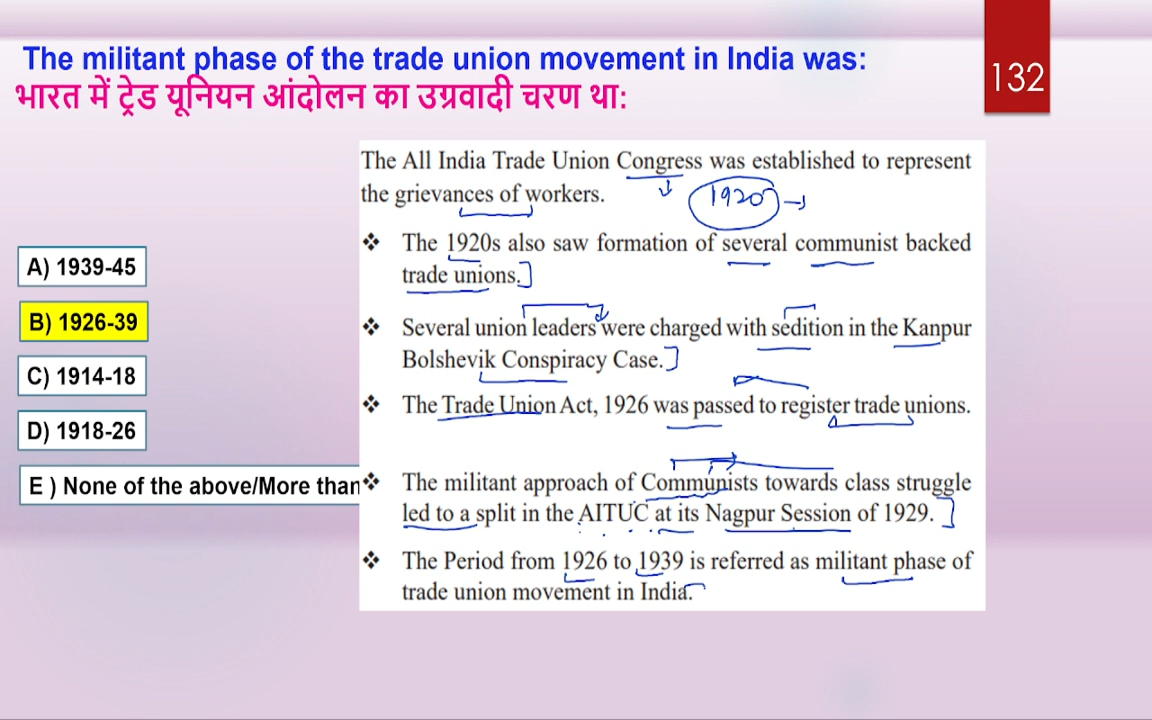 The militant phase of the trade union movement in India was:
132
भारत में ट्रेड यूनियन आंदोलन का उग्रवादी चरण था:
The All India Trade Union Congress was established to represent
the grievances of workers.
1920
❖ The 1920s also saw formation of several communist backed
trade unions.
A) 1939-45
B) 1926-39
C) 1914-18
D) 1918-26
E ) None of the above/More than
❖ Several union leaders were charged with sedition in the Kanpur
Bolshevik Conspiracy Case.
❖ The Trade Union Act, 1926 was passed to register trade unions.
❖ The militant approach of Communists towards class struggle
led to a split in the AITUC at its Nagpur Session of 1929.
❖ The Period from 1926 to 1939 is referred as militant phase of
trade union movement in India.